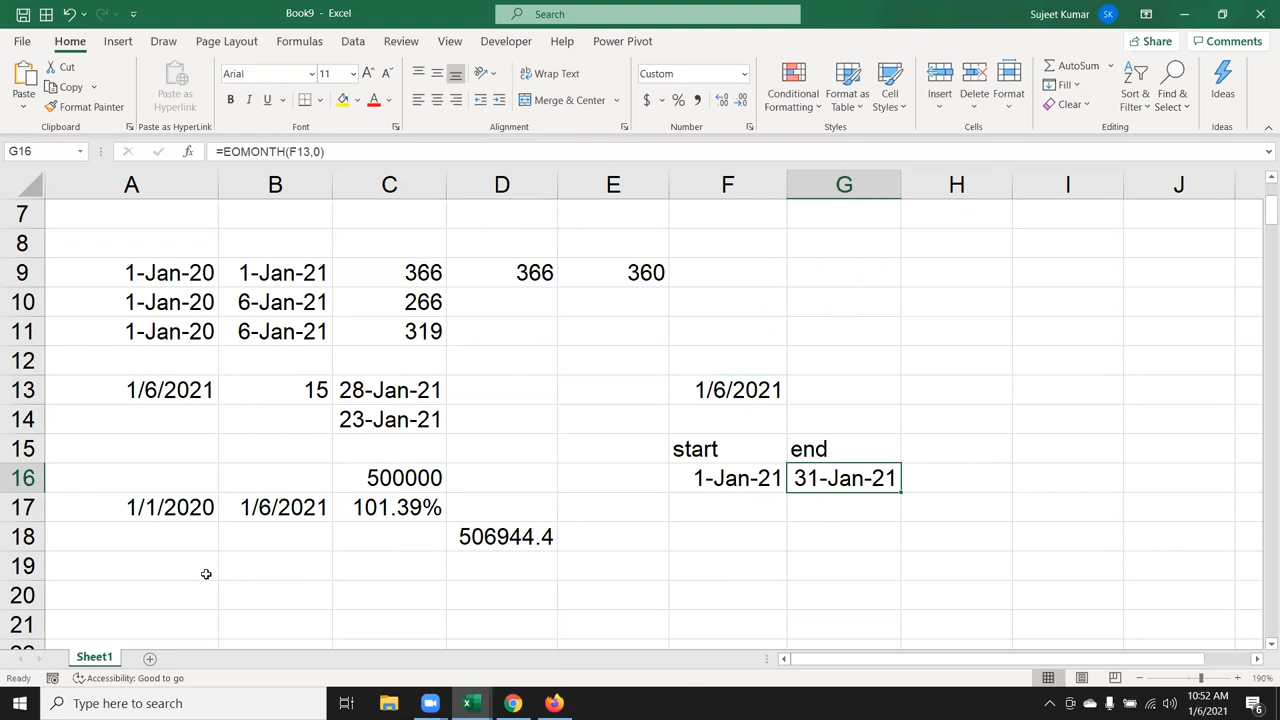 Book9 - Excel
Search
Sujeet Kumar
SK
File
Home
Insert
Draw
Page Layout
Formulas
Data
Review
View
Developer
Help
Power Pivot
Share
Comments
Paste
Cut
Copy
Format Painter
Clipboard
Paste as
Hyperlink
Paste as HyperLink
Arial
11
B
I
U
Font
Wrap Text
Merge & Center
Alignment
Custom
$
%
Number
Conditional
Formatting
Format as
Table
Cell
Styles
Styles
Insert
Delete
Format
Cells
AutoSum
Fill
Clear
Sort &
Filter
Find &
Select
Editing
Ideas
Ideas
G16
fx
=EOMONTH(F13,0)
A B C D E F G H I J
7
8
9 1-Jan-20 1-Jan-21 366 366 360
10 1-Jan-20 6-Jan-21 266
11 1-Jan-20 6-Jan-21 319
12
13 1/6/2021 15 28-Jan-21 1/6/2021
14 23-Jan-21
15 start end
16 500000 1-Jan-21 31-Jan-21
17 1/1/2020 1/6/2021 101.39%
18 506944.4
19
20
21
Sheet1
Ready
Accessibility: Good to go
190%
Type here to search
10:52 AM
1/6/2021
6